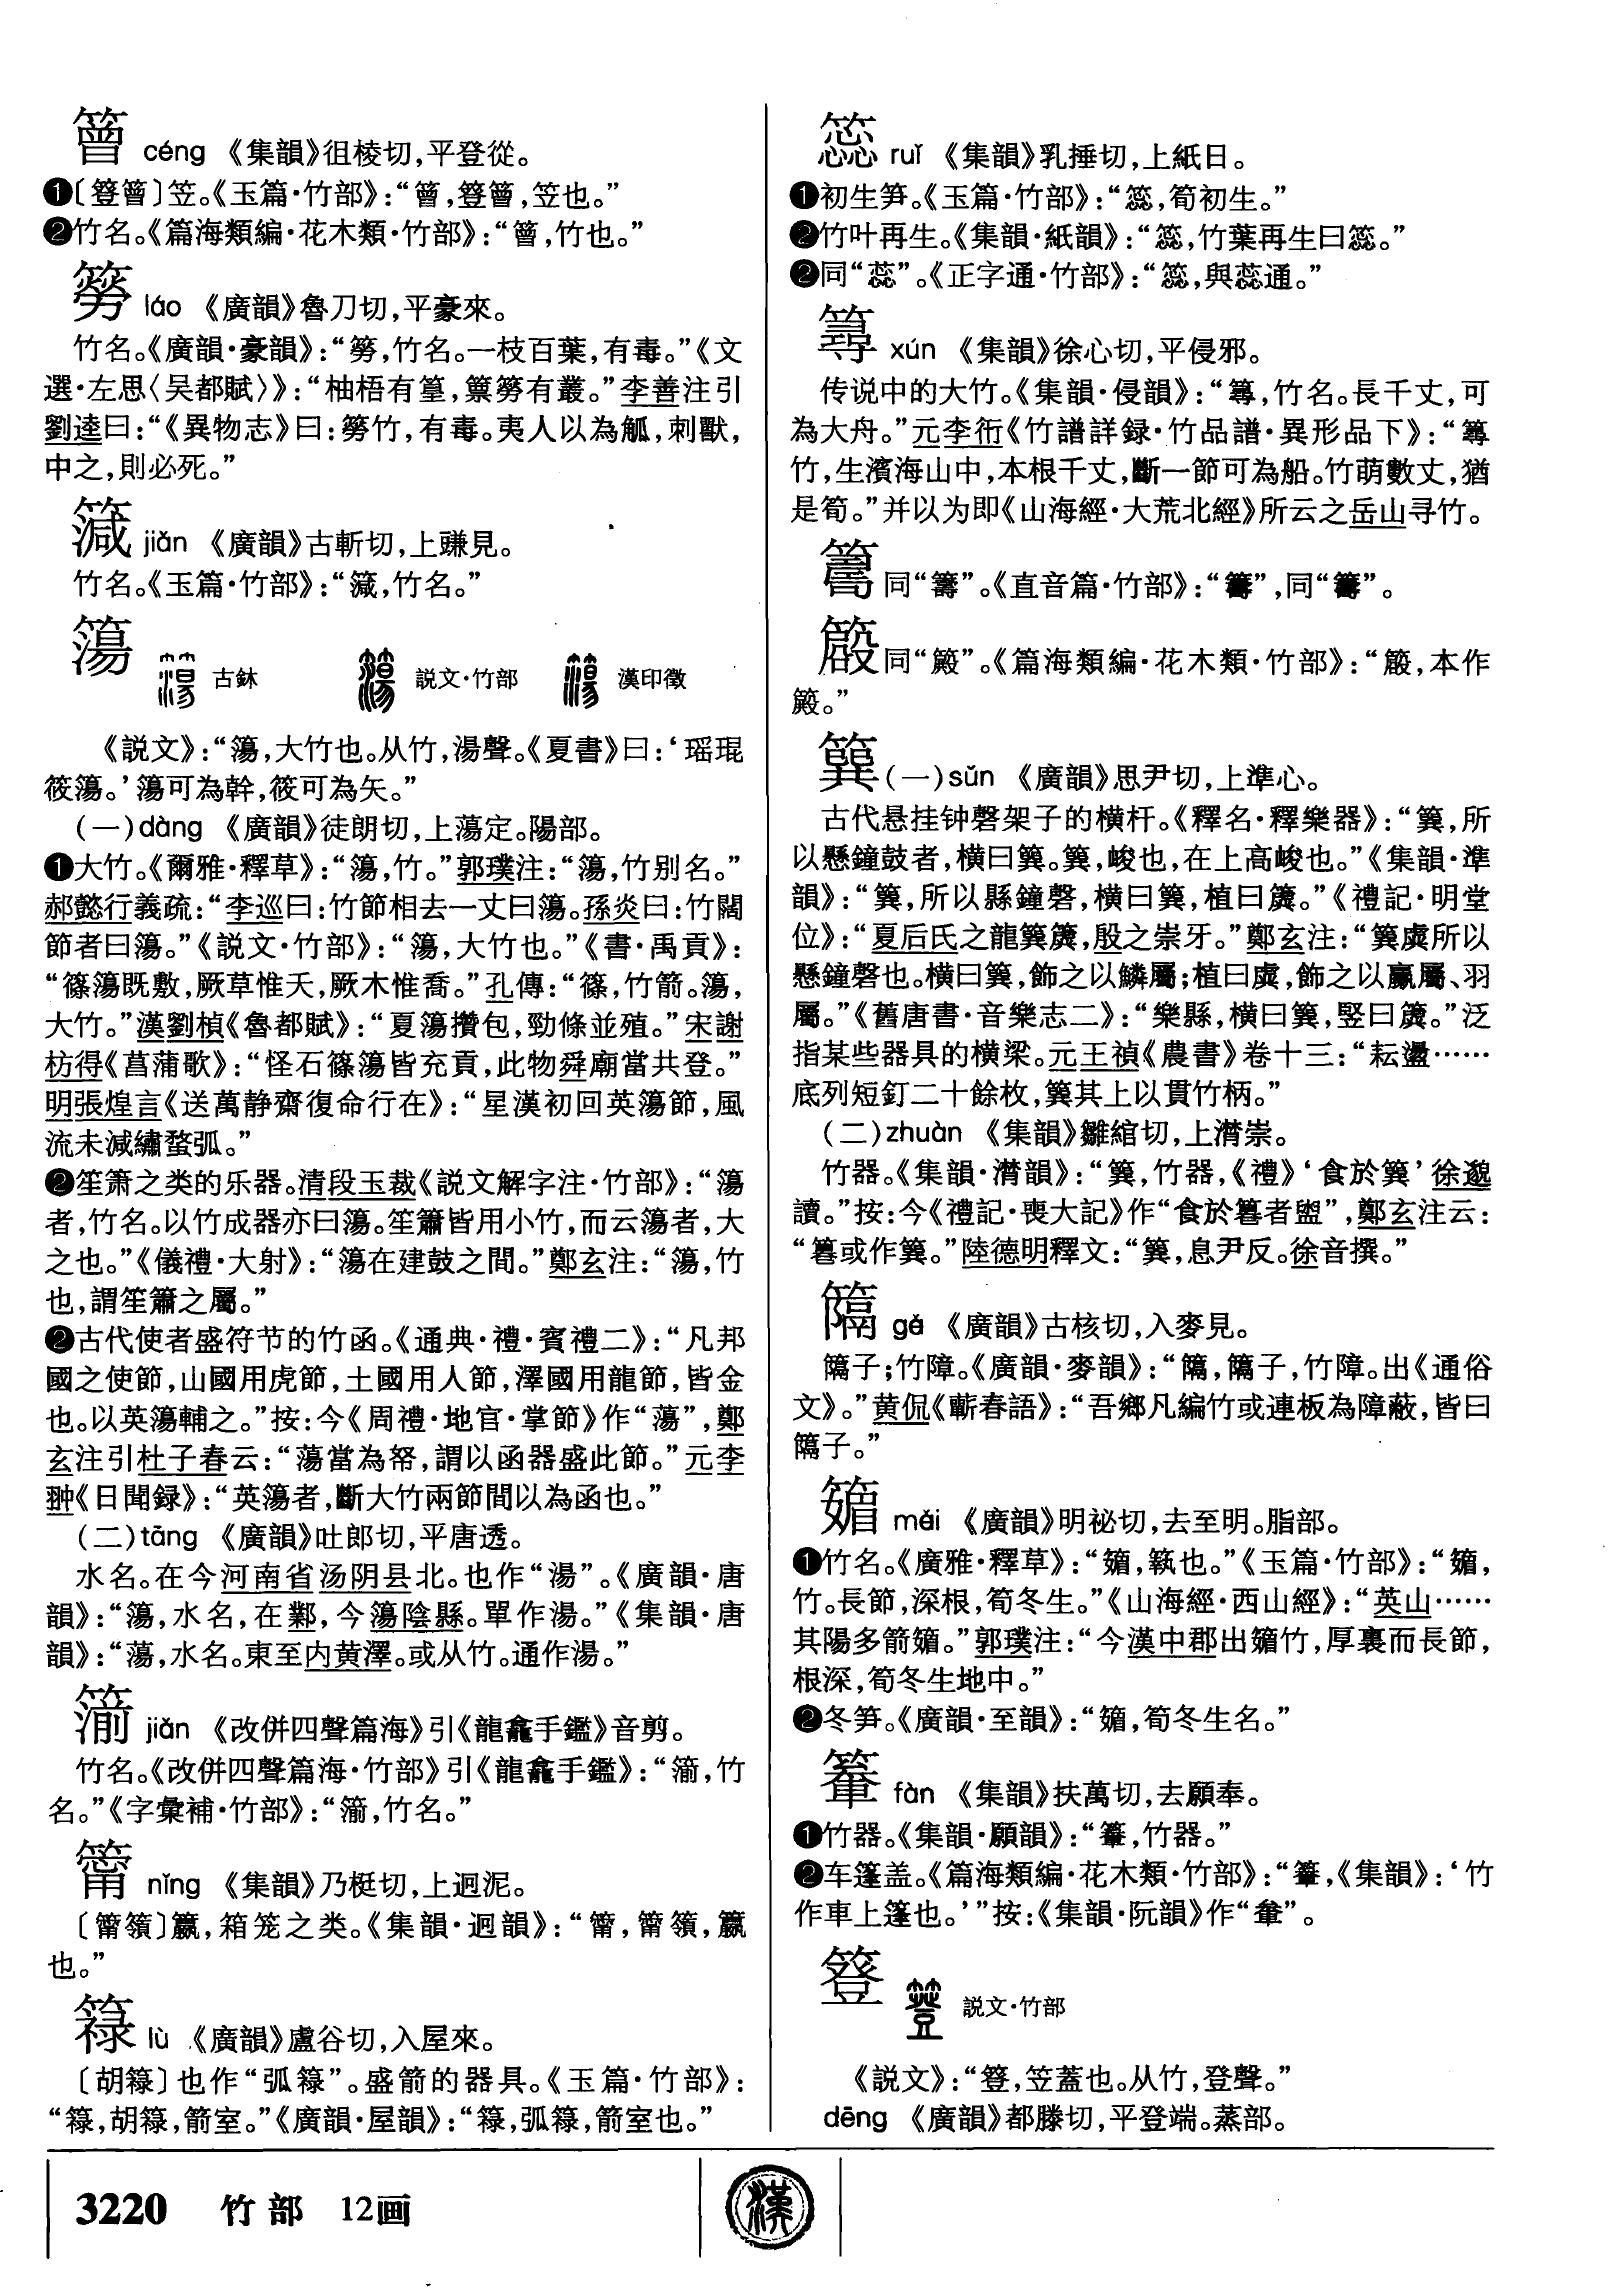 䉕 céng 《集韻》徂棱切，平登從。
❶〔簦䉕〕笠。《玉篇·竹部》：“䉕，簦䉕，笠也。”
❷竹名。《篇海類編·花木類·竹部》：“䉕，竹也。”
簩 láo 《廣韻》魯刀切，平豪來。
竹名。《廣韻·豪韻》：“簩，竹名。一枝百葉，有毒。”《文
選·左思〈吴都賦〉》：“柚梧有篁，篻簩有叢。”李善注引
劉逵曰：“《異物志》曰：簩竹，有毒。夷人以為觚，刺獸，
中之，則必死。”
jiǎn 《廣韻》古斬切，上豏見。
竹名。《玉篇·竹部》：“，竹名。”
簜 古鉥 説文·竹部 漢印徵
《説文》：“簜，大竹也。从竹，湯聲。《夏書》曰：‘瑶琨
筱簜。’簜可為幹，筱可為矢。”
（一）dàng 《廣韻》徒朗切，上蕩定。陽部。
❶大竹。《爾雅·釋草》：“簜，竹。”郭璞注：“簜，竹别名。”
郝懿行義疏：“李巡曰：竹節相去一丈曰簜。孫炎曰：竹闊
節者曰簜。”《説文·竹部》：“簜，大竹也。”《書·禹貢》：
“篠簜既敷，厥草惟夭，厥木惟喬。”孔傳：“篠，竹箭。簜，
大竹。”漢劉楨《魯都賦》：“夏簜攢包，勁條並殖。”宋謝
枋得《菖蒲歌》：“怪石篠簜皆充貢，此物舜廟當共登。”
明張煌言《送萬静齋復命行在》：“星漢初回英簜節，風
流未減繡蝥弧。”
❷笙箫之类的乐器。清段玉裁《説文解字注·竹部》：“簜
者，竹名。以竹成器亦曰簜。笙簫皆用小竹，而云簜者，大
之也。”《儀禮·大射》：“簜在建鼓之間。”鄭玄注：“簜，竹
也，謂笙簫之屬。”
❷古代使者盛符节的竹函。《通典·禮·賓禮二》：“凡邦
國之使節，山國用虎節，土國用人節，澤國用龍節，皆金
也。以英簜輔之。”按：今《周禮·地官·掌節》作“蕩”，鄭
玄注引杜子春云：“蕩當為帑，謂以函器盛此節。”元李
翀《日聞録》：“英簜者，斷大竹兩節間以為函也。”
（二）tāng 《廣韻》吐郎切，平唐透。
水名。在今河南省汤阴县北。也作“湯”。《廣韻·唐
韻》：“簜，水名，在鄴，今簜陰縣。單作湯。”《集韻·唐
韻》：“蕩，水名。東至内黄澤。或从竹。通作湯。”
jiǎn 《改併四聲篇海》引《龍龕手鑑》音剪。
竹名。《改併四聲篇海·竹部》引《龍龕手鑑》：“，竹
名。”《字彙補·竹部》：“，竹名。”
nǐng 《集韻》乃梃切，上迥泥。
〔領〕籯，箱笼之类。《集韻·迥韻》：“，籯
也。”
簶 lù 《廣韻》盧谷切，入屋來。
〔胡簶〕也作“弧簶”。盛箭的器具。《玉篇·竹部》：
“簶，胡簶，箭室。”《廣韻·屋韻》：“簶，弧簶，箭室也。”
ruǐ 《集韻》乳捶切，上紙日。
❶初生笋。《玉篇·竹部》：“，筍初生。”
❷竹叶再生。《集韻·紙韻》：“，竹葉再生曰。”
❷同“蕊”。《正字通·竹部》：“，與蕊通。”
xún 《集韻》徐心切，平侵邪。
传说中的大竹。《集韻·侵韻》：“，竹名。長千丈，可
為大舟。”元李衎《竹譜詳録·竹品譜·異形品下》：“
竹，生濱海山中，本根千丈，斷一節可為船。竹萌數丈，猶
是筍。”并以为即《山海經·大荒北經》所云之岳山寻竹。
同“籌”。《直音篇·竹部》：“”，同“籌”。
同“”。《篇海類編·花木類·竹部》：“，本作
。”
簨（一）sǔn 《廣韻》思尹切，上準心。
古代悬挂钟磬架子的横杆。《釋名·釋樂器》：“簨，所
以懸鐘鼓者，横曰簨。簨，峻也，在上高峻也。”《集韻·準
韻》：“簨，所以縣鐘磬，横曰簨，植曰簴。”《禮記·明堂
位》：“夏后氏之龍簨簴，殷之崇牙。”鄭玄注：“簨虡所以
懸鐘磬也。横曰簨，飾之以鱗屬；植曰虡，飾之以臝屬、羽
屬。”《舊唐書·音樂志二》：“樂縣，横曰簨，竪曰簴。”泛
指某些器具的横梁。元王禎《農書》卷十三：“耘盪……
底列短釘二十餘枚，簨其上以貫竹柄。”
（二）zhuàn 《集韻》雛綰切，上潸崇。
竹器。《集韻·潸韻》：“簨，竹器，《禮》‘食於簨’徐邈
讀。”按：今《禮記·喪大記》作“食於篹者盥”，鄭玄注云：
“篹或作簨。”陸德明釋文：“簨，息尹反。徐音撰。”
gé 《廣韻》古核切，入麥見。
子；竹障。《廣韻·麥韻》：“，子，竹障。出《通俗
文》。”黄侃《蘄春語》：“吾鄉凡編竹或連板為障蔽，皆曰
子。”
䉋 měi 《廣韻》明祕切，去至明。脂部。
❶竹名。《廣雅·釋草》：“䉋，也。”《玉篇·竹部》：“䉋，
竹。長節，深根，筍冬生。”《山海經·西山經》：“英山……
其陽多箭䉋。”郭璞注：“今漢中郡出䉋竹，厚裏而長節，
根深，筍冬生地中。”
❷冬笋。《廣韻·至韻》：“䉋，筍冬生名。”
fàn 《集韻》扶萬切，去願奉。
❶竹器。《集韻·願韻》：“，竹器。”
❷车篷盖。《篇海類編·花木類·竹部》：“，《集韻》：‘竹
作車上篷也。’”按：《集韻·阮韻》作“”。
簦 説文·竹部
《説文》：“簦，笠蓋也。从竹，登聲。”
dēng 《廣韻》都滕切，平登端。蒸部。
3220 竹部 12画
漢